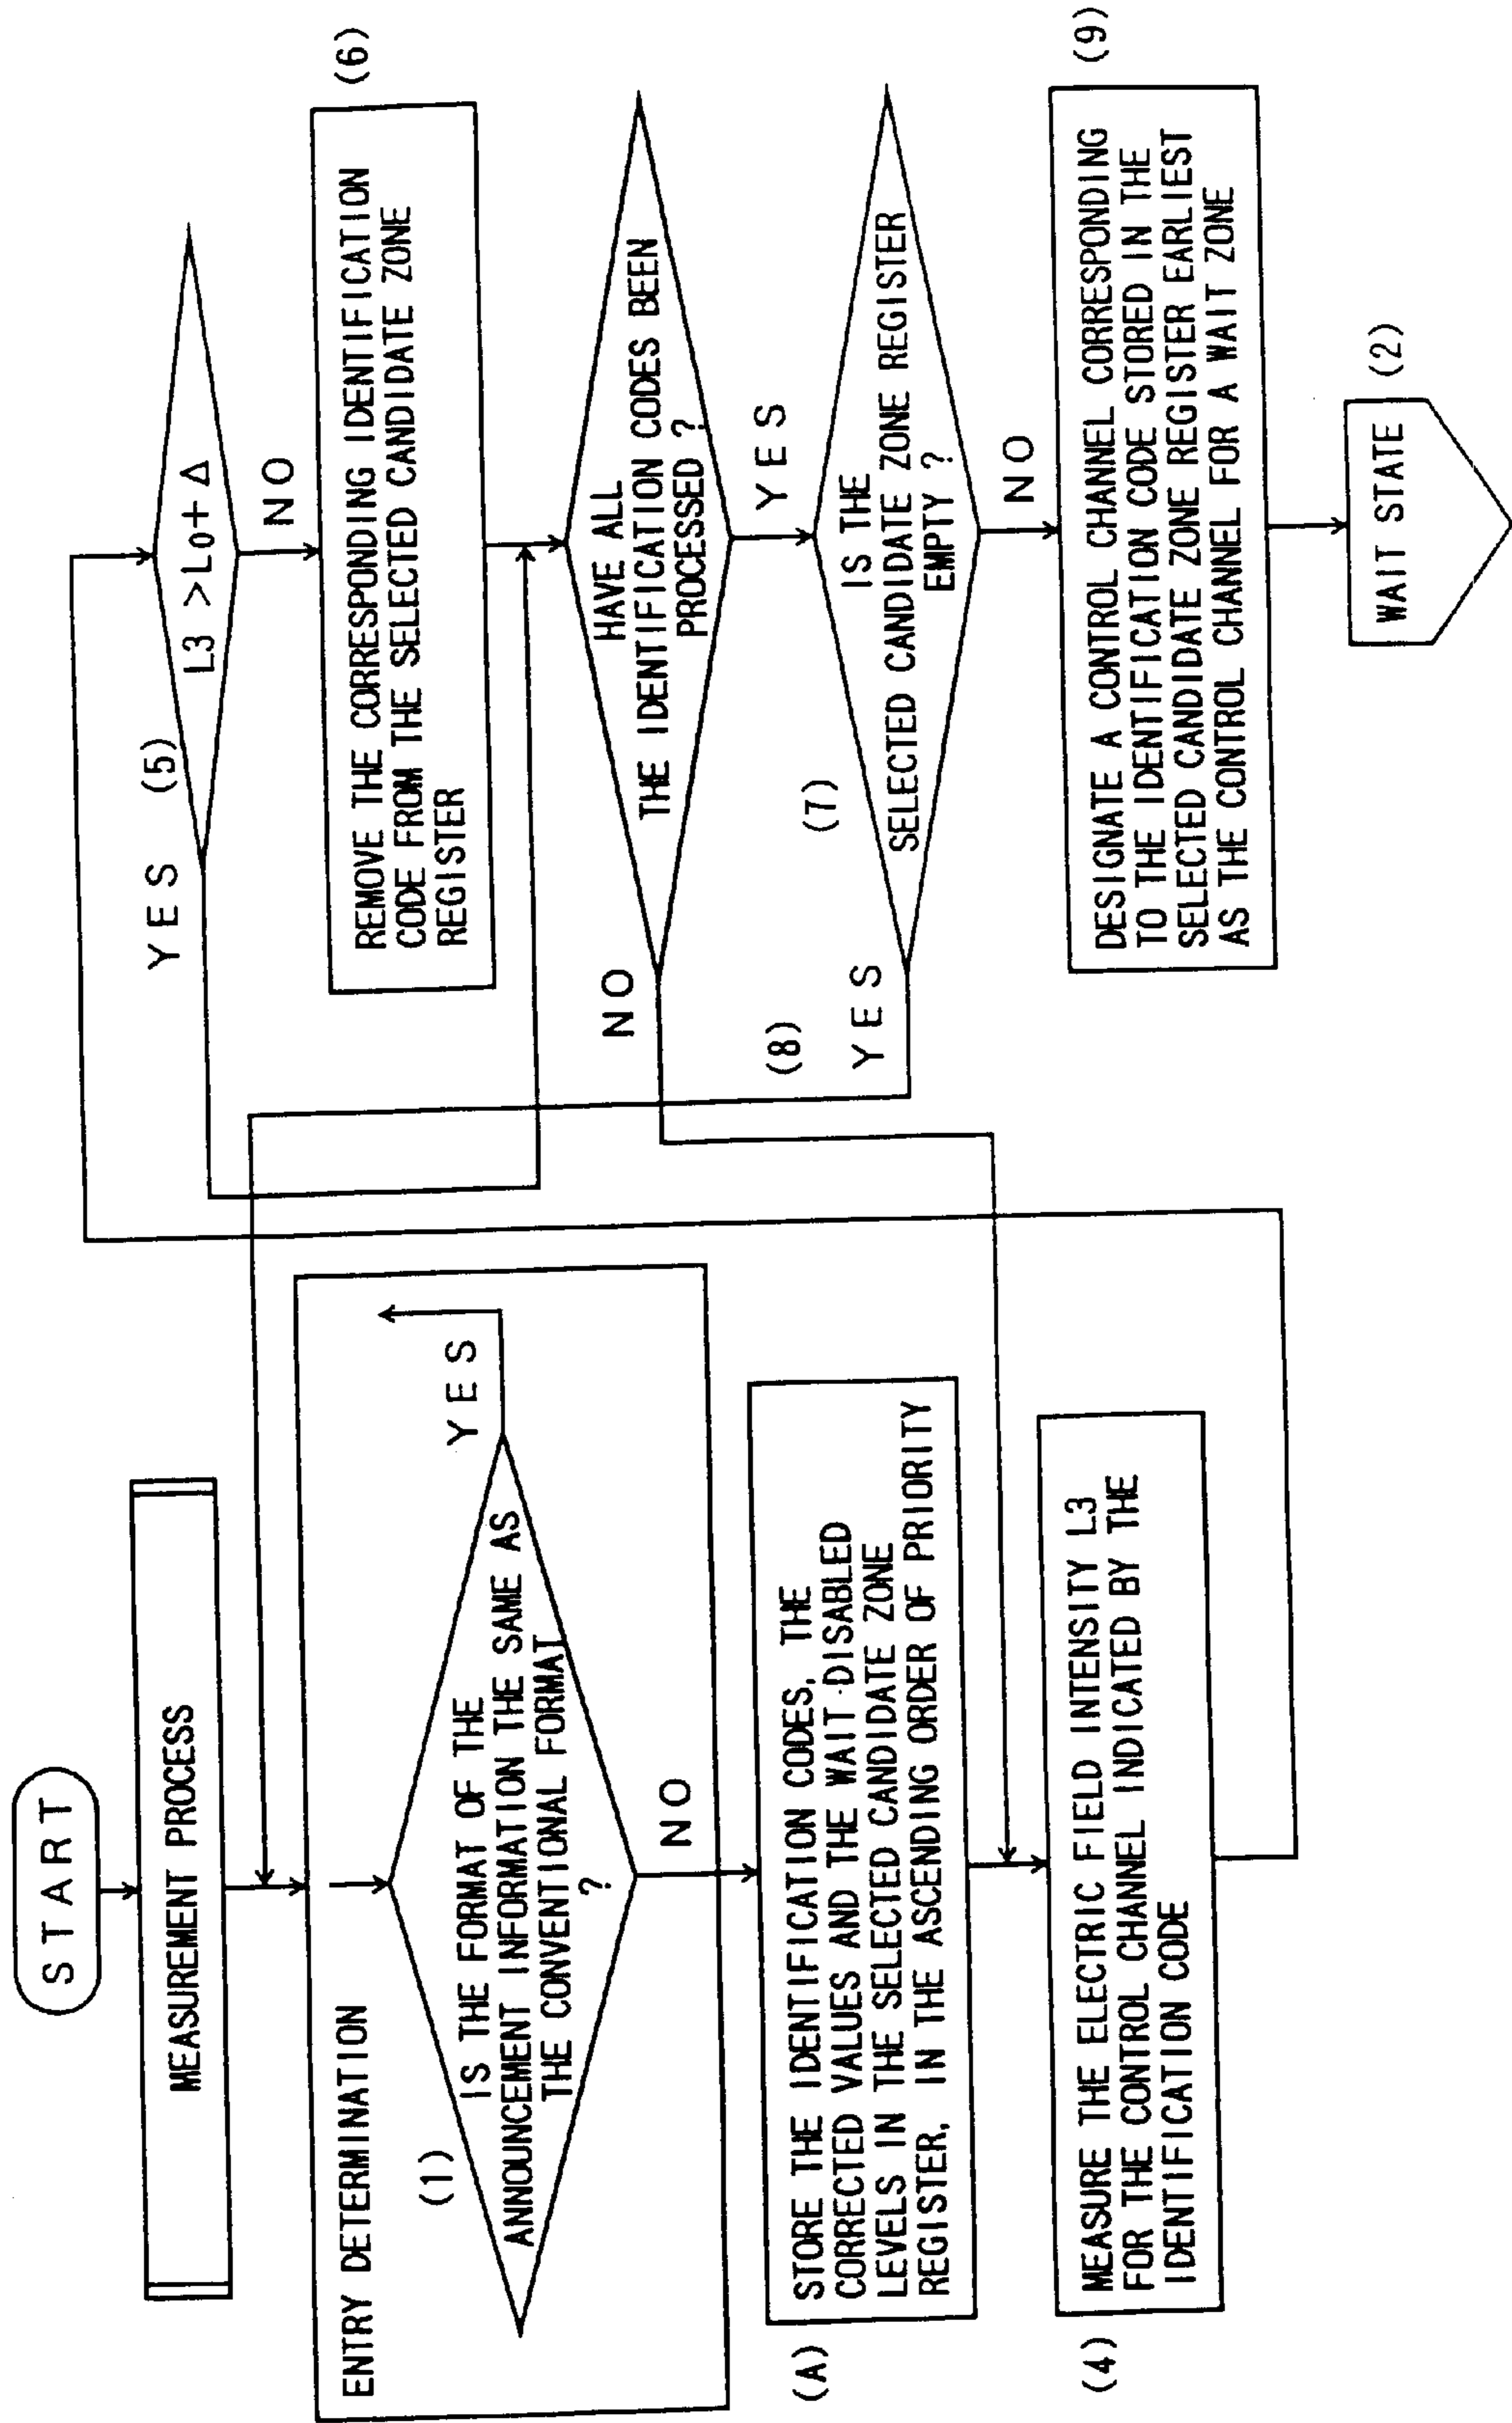 START
MEASUREMENT PROCESS
ENTRY DETERMINATION
(1)
IS THE FORMAT OF THE
ANNOUNCEMENT INFORMATION THE SAME AS
THE CONVENTIONAL FORMAT
?
YES
NO
(A)
STORE THE IDENTIFICATION CODES, THE
CORRECTED VALUES AND THE WAIT-DISABLED
LEVELS IN THE SELECTED CANDIDATE ZONE
REGISTER, IN THE ASCENDING ORDER OF PRIORITY
(4)
MEASURE THE ELECTRIC FIELD INTENSITY L3
FOR THE CONTROL CHANNEL INDICATED BY THE
IDENTIFICATION CODE
YES (5)
L3 >Lo+ Δ
NO
REMOVE THE CORRESPONDING IDENTIFICATION
CODE FROM THE SELECTED CANDIDATE ZONE
REGISTER
(6)
HAVE ALL
THE IDENTIFICATION CODES BEEN
PROCESSED ?
NO
YES
(7)
IS THE
SELECTED CANDIDATE ZONE REGISTER
EMPTY ?
(8)
YES
NO
DESIGNATE A CONTROL CHANNEL CORRESPONDING
TO THE IDENTIFICATION CODE STORED IN THE
SELECTED CANDIDATE ZONE REGISTER EARLIEST
AS THE CONTROL CHANNEL FOR A WAIT ZONE
(9)
WAIT STATE (2)